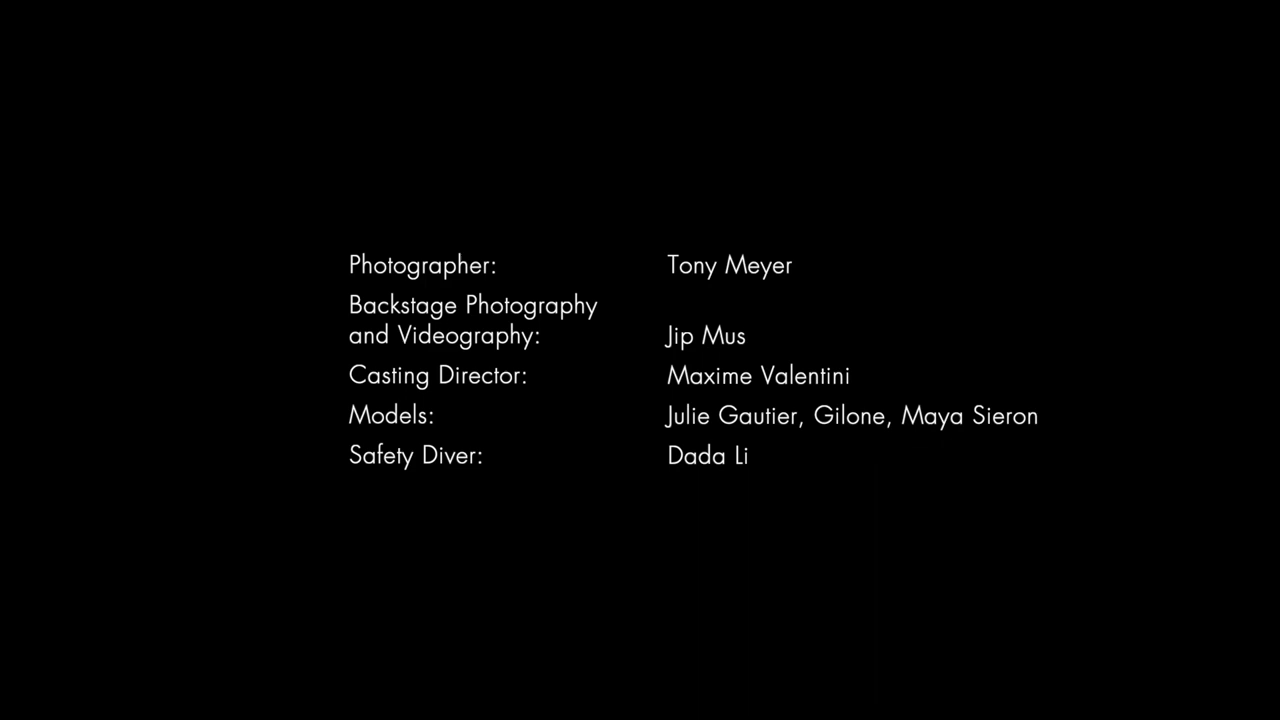 Photographer: Tony Meyer
Backstage Photography
and Videography: Jip Mus
Casting Director: Maxime Valentini
Models: Julie Gautier, Gilone, Maya Sieron
Safety Diver: Dada Li